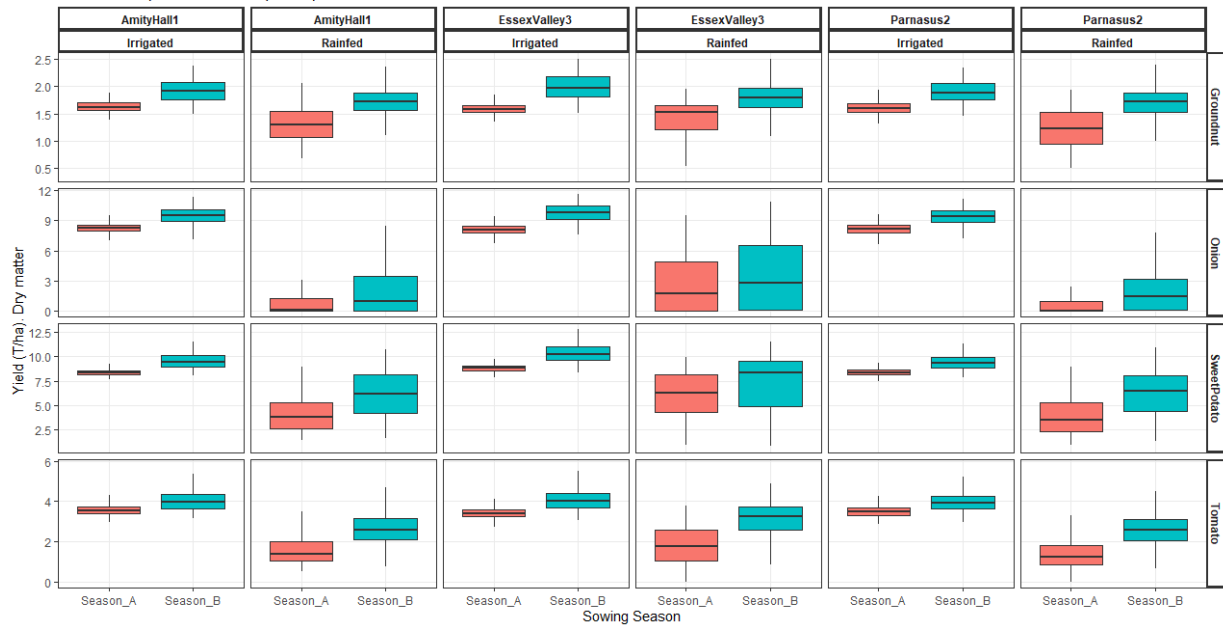 AmityHall1 AmityHall1 EssexValley3 EssexValley3 Parnasus2 Parnasus2
Irrigated Rainfed Irrigated Rainfed Irrigated Rainfed
2.5
2.0
1.5
1.0
0.5
Groundnut
12
9
6
3
0
Onion
12.5
10.0
7.5
5.0
2.5
sweetPotato
6
4
2
0
Tomato
Yield (T/ha). Dry matter
Season_A Season_B Season_A Season_B Season_A Season_B Season_A Season_B Season_A Season_B Season_A Season_B
Sowing Season